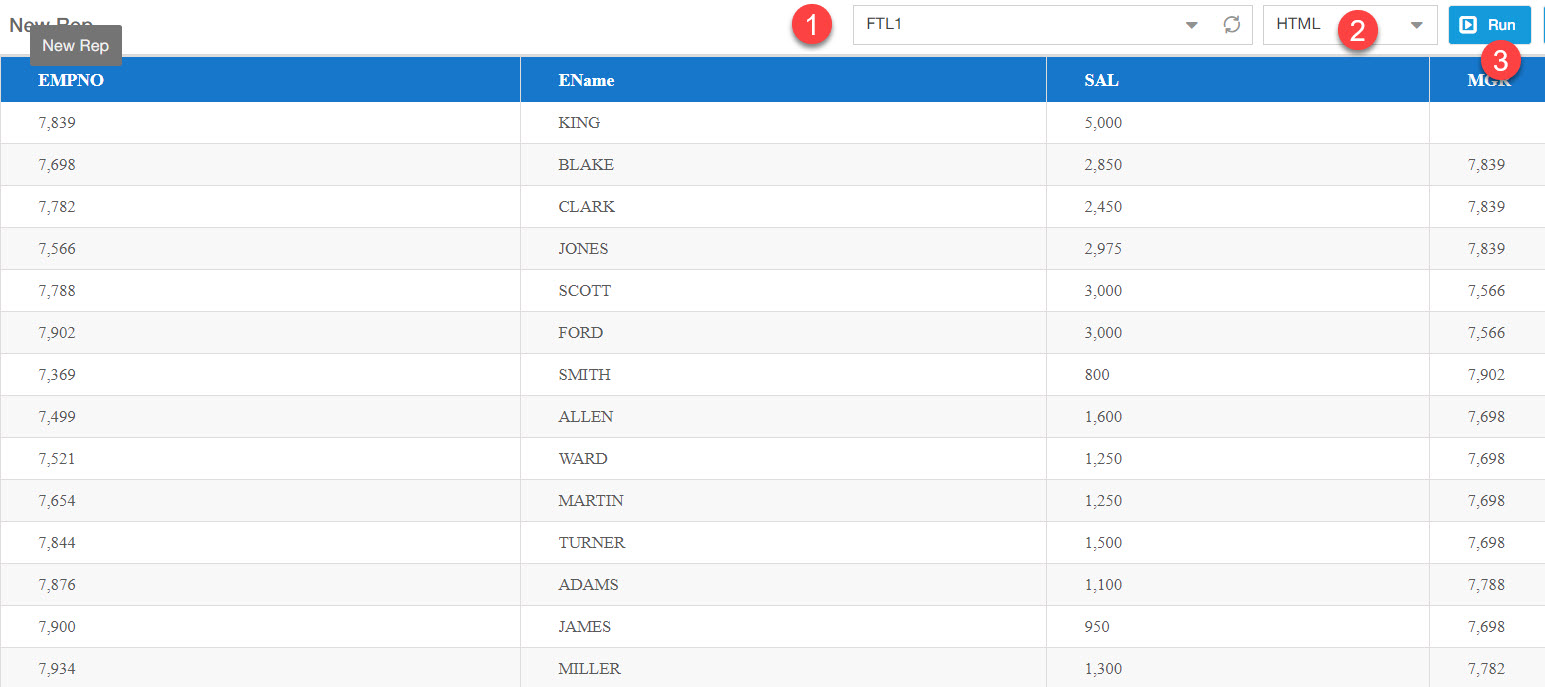 New Rep
1 FTL1 HTML 2 Run
New Rep
3
EMPNO EName SAL MGR
7,839 KING 5,000
7,698 BLAKE 2,850 7,839
7,782 CLARK 2,450 7,839
7,566 JONES 2,975 7,839
7,788 SCOTT 3,000 7,566
7,902 FORD 3,000 7,566
7,369 SMITH 800 7,902
7,499 ALLEN 1,600 7,698
7,521 WARD 1,250 7,698
7,654 MARTIN 1,250 7,698
7,844 TURNER 1,500 7,698
7,876 ADAMS 1,100 7,788
7,900 JAMES 950 7,698
7,934 MILLER 1,300 7,782